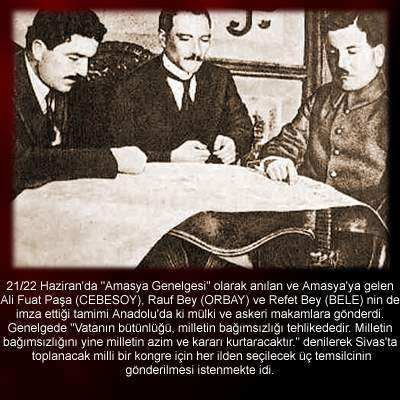 21/22 Haziran'da "Amasya Genelgesi" olarak anılan ve Amasya'ya gelen
Ali Fuat Paşa (CEBESOY), Rauf Bey (ORBAY) ve Refet Bey (BELE) nin de
imza ettiği tamimi Anadolu'da ki mülki ve askeri makamlara gönderdi.
Genelgede "Vatanın bütünlüğü, milletin bağımsızlığı tehlikededir. Milletin
bağımsızlığını yine milletin azim ve kararı kurtaracaktır." denilerek Sivas'ta
toplanacak milli bir kongre için her ilden seçilecek üç temsilcinin
gönderilmesi istenmekte idi.